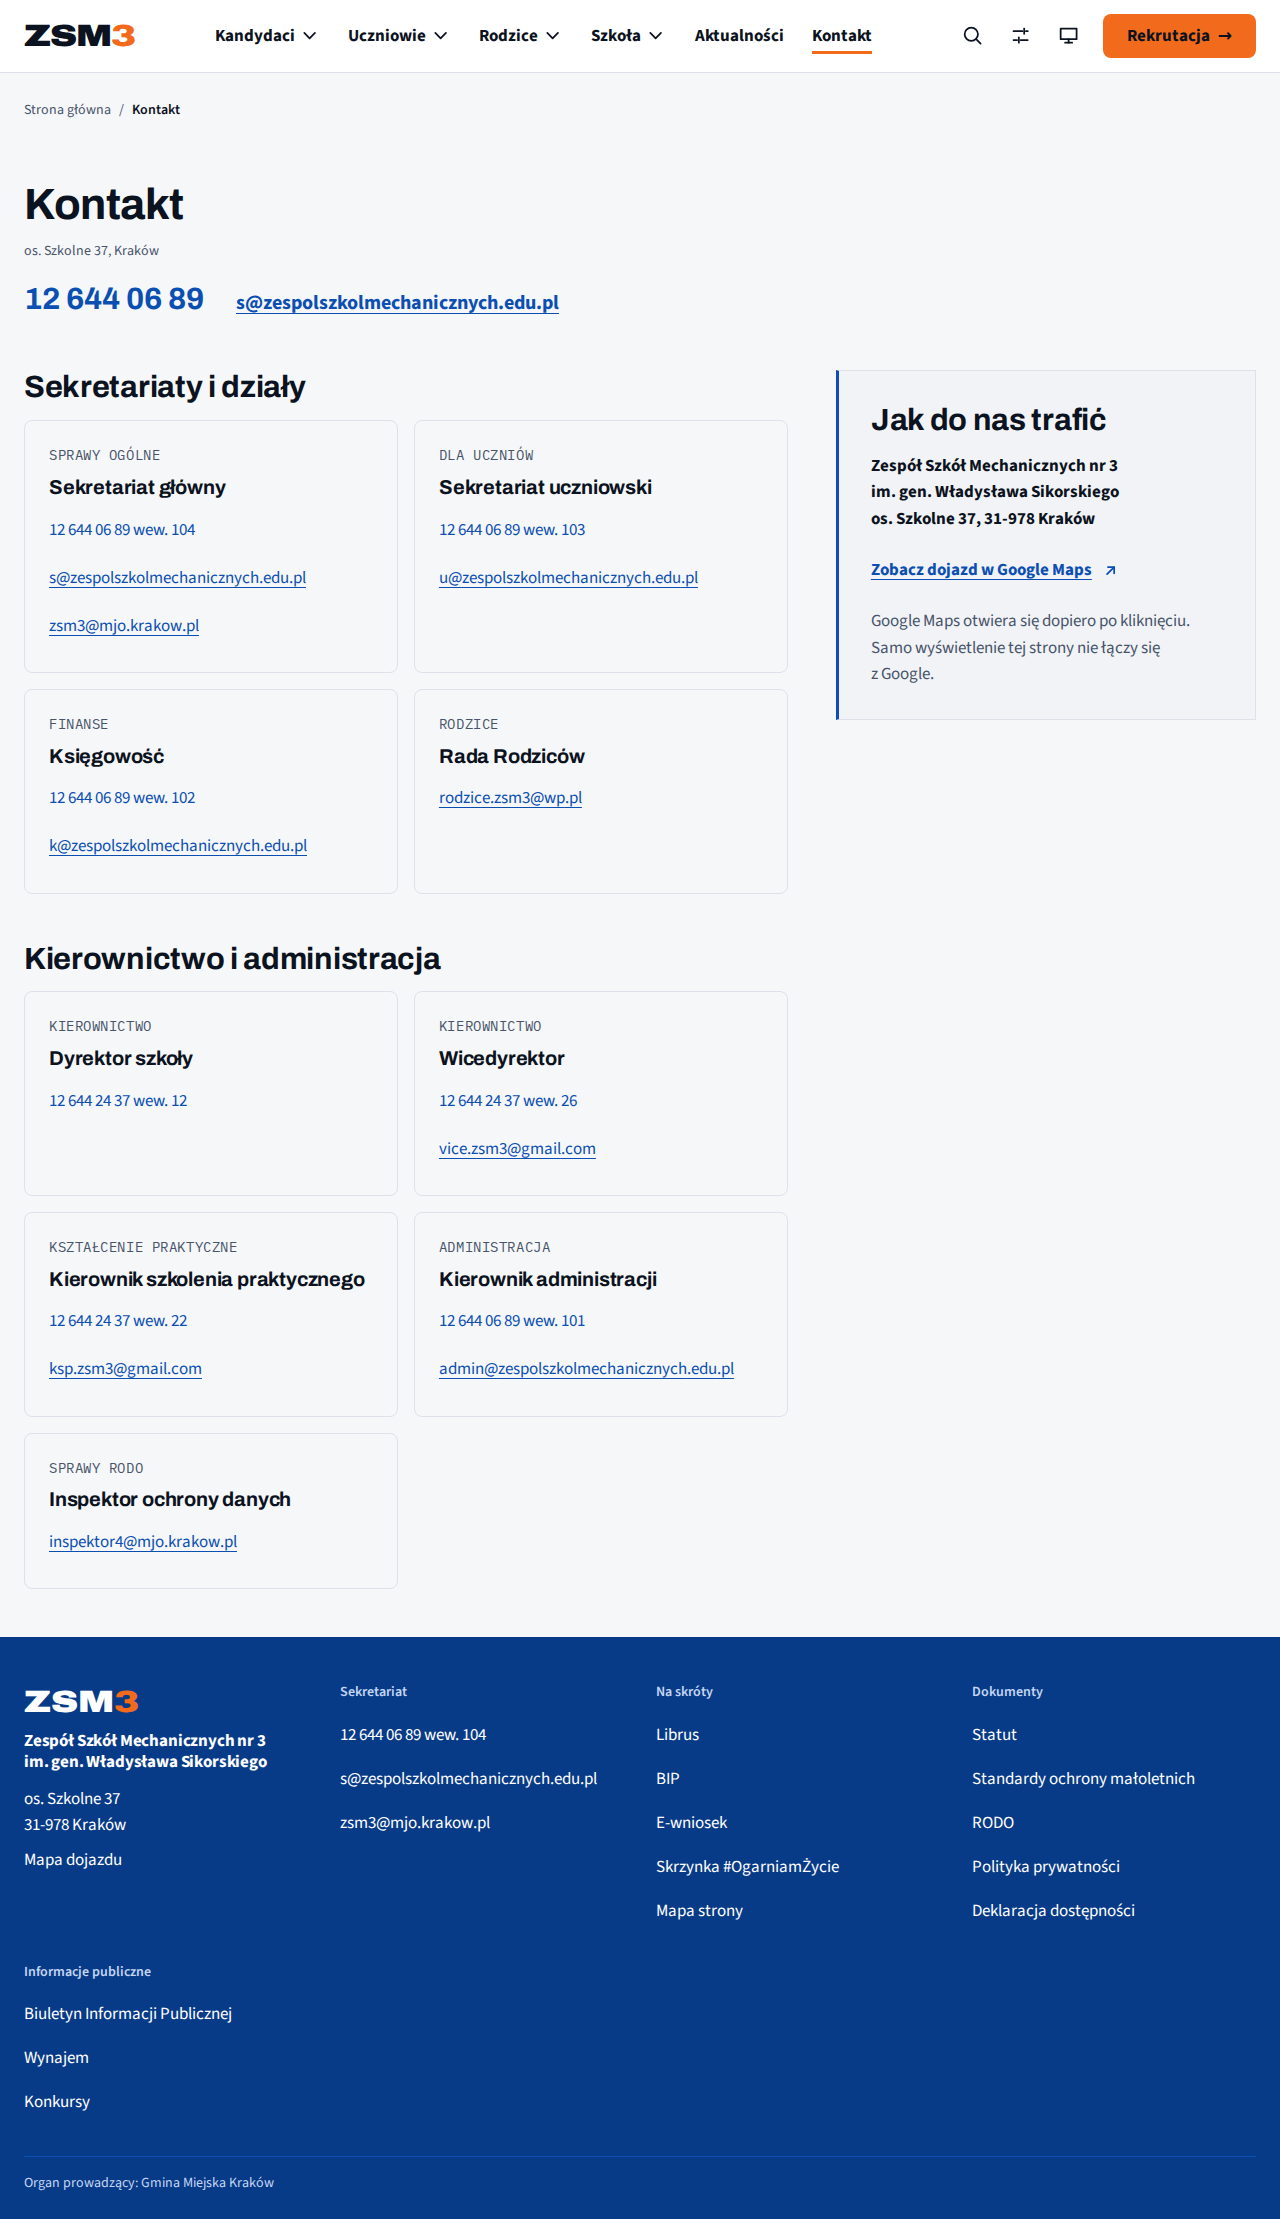 ZSM3
Kandydaci
Uczniowie
Rodzice
Szkoła
Aktualności
Kontakt
Rekrutacja →
Strona główna / Kontakt
Kontakt
os. Szkolne 37, Kraków
12 644 06 89
s@zespolszkolmechanicznych.edu.pl
Sekretariaty i działy
SPRAWY OGÓLNE
Sekretariat główny
12 644 06 89 wew. 104
s@zespolszkolmechanicznych.edu.pl
zsm3@mjo.krakow.pl
DLA UCZNIÓW
Sekretariat uczniowski
12 644 06 89 wew. 103
u@zespolszkolmechanicznych.edu.pl
FINANSE
Księgowość
12 644 06 89 wew. 102
k@zespolszkolmechanicznych.edu.pl
RODZICE
Rada Rodziców
rodzice.zsm3@wp.pl
Jak do nas trafić
Zespół Szkół Mechanicznych nr 3
im. gen. Władysława Sikorskiego
os. Szkolne 37, 31-978 Kraków
Zobacz dojazd w Google Maps
Google Maps otwiera się dopiero po kliknięciu.
Samo wyświetlenie tej strony nie łączy się
z Google.
Kierownictwo i administracja
KIEROWNICTWO
Dyrektor szkoły
12 644 24 37 wew. 12
KIEROWNICTWO
Wicedyrektor
12 644 24 37 wew. 26
vice.zsm3@gmail.com
KSZTAŁCENIE PRAKTYCZNE
Kierownik szkolenia praktycznego
12 644 24 37 wew. 22
ksp.zsm3@gmail.com
ADMINISTRACJA
Kierownik administracji
12 644 06 89 wew. 101
admin@zespolszkolmechanicznych.edu.pl
SPRAWY RODO
Inspektor ochrony danych
inspektor4@mjo.krakow.pl
ZSM3
Zespół Szkół Mechanicznych nr 3
im. gen. Władysława Sikorskiego
os. Szkolne 37
31-978 Kraków
Mapa dojazdu
Sekretariat
12 644 06 89 wew. 104
s@zespolszkolmechanicznych.edu.pl
zsm3@mjo.krakow.pl
Na skróty
Librus
BIP
E-wniosek
Skrzynka #OgarniamŻycie
Mapa strony
Dokumenty
Statut
Standardy ochrony małoletnich
RODO
Polityka prywatności
Deklaracja dostępności
Informacje publiczne
Biuletyn Informacji Publicznej
Wynajem
Konkursy
Organ prowadzący: Gmina Miejska Kraków